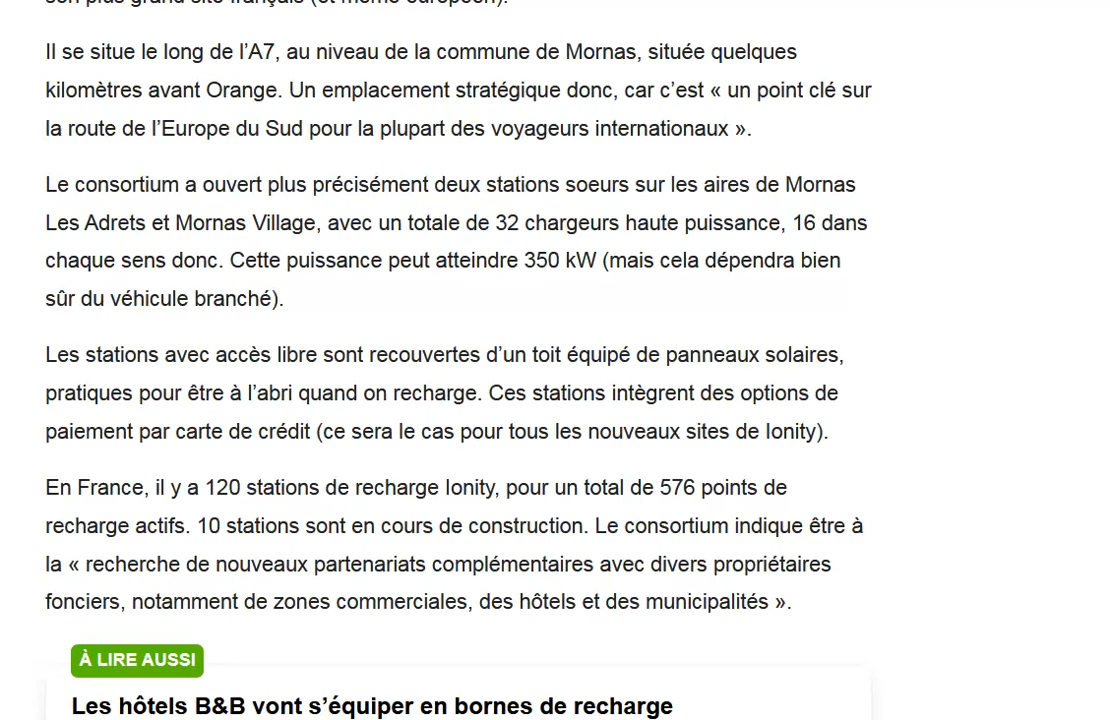 son plus grand site français (et même européen).
Il se situe le long de l’A7, au niveau de la commune de Mornas, située quelques
kilomètres avant Orange. Un emplacement stratégique donc, car c’est « un point clé sur
la route de l’Europe du Sud pour la plupart des voyageurs internationaux ».
Le consortium a ouvert plus précisément deux stations soeurs sur les aires de Mornas
Les Adrets et Mornas Village, avec un totale de 32 chargeurs haute puissance, 16 dans
chaque sens donc. Cette puissance peut atteindre 350 kW (mais cela dépendra bien
sûr du véhicule branché).
Les stations avec accès libre sont recouvertes d’un toit équipé de panneaux solaires,
pratiques pour être à l’abri quand on recharge. Ces stations intègrent des options de
paiement par carte de crédit (ce sera le cas pour tous les nouveaux sites de Ionity).
En France, il y a 120 stations de recharge Ionity, pour un total de 576 points de
recharge actifs. 10 stations sont en cours de construction. Le consortium indique être à
la « recherche de nouveaux partenariats complémentaires avec divers propriétaires
fonciers, notamment de zones commerciales, des hôtels et des municipalités ».
À LIRE AUSSI
Les hôtels B&B vont s’équiper en bornes de recharge